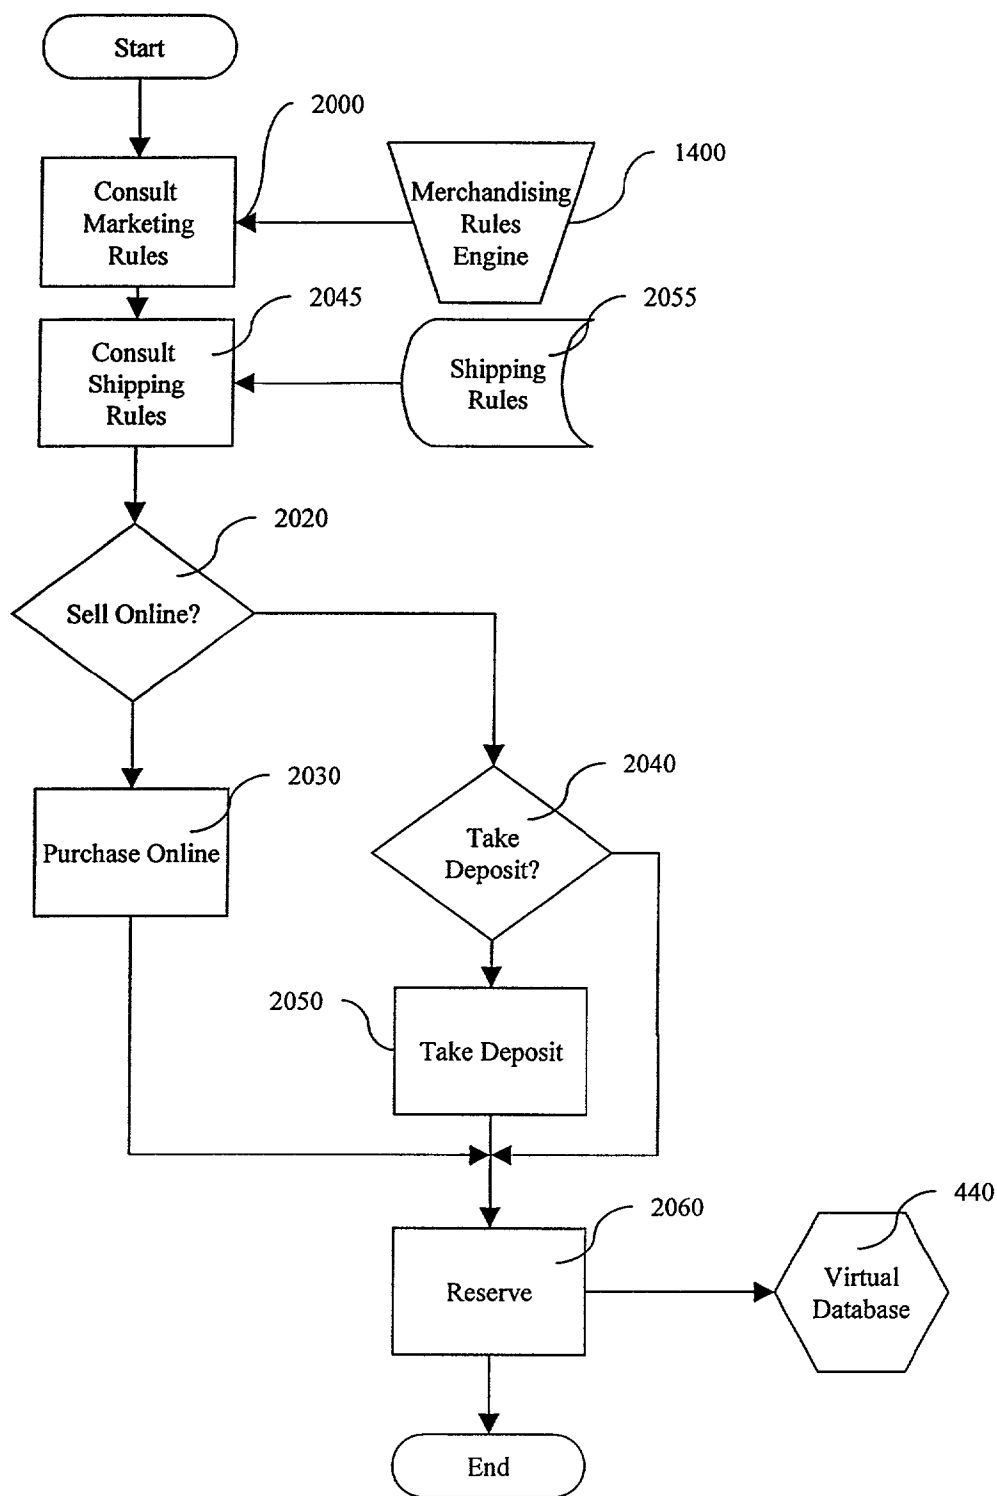 Start
2000
1400
Consult
Marketing
Rules
Merchandising
Rules
Engine
2045
2055
Consult
Shipping
Rules
Shipping
Rules
2020
Sell Online?
2030
2040
Purchase Online
Take
Deposit?
2050
Take Deposit
2060
440
Reserve
Virtual
Database
End